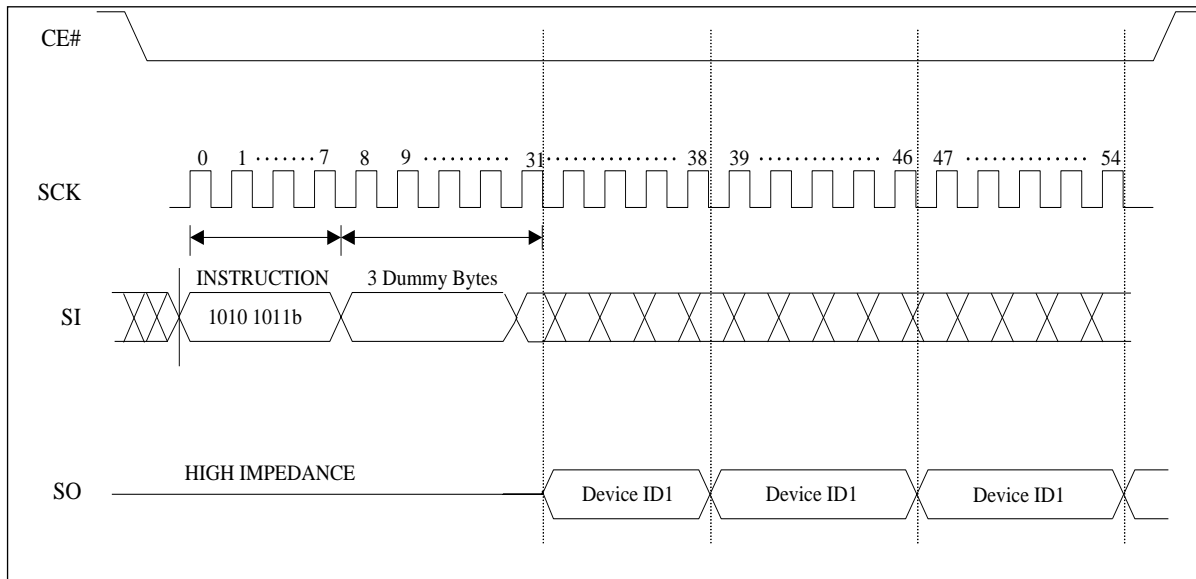 CE#
0 1 ······· 7 8 9 ·········· 31 ············· 38 39 ············ 46 47 ············ 54
SCK
INSTRUCTION 3 Dummy Bytes
SI 1010 1011b
HIGH IMPEDANCE
SO Device ID1 Device ID1 Device ID1